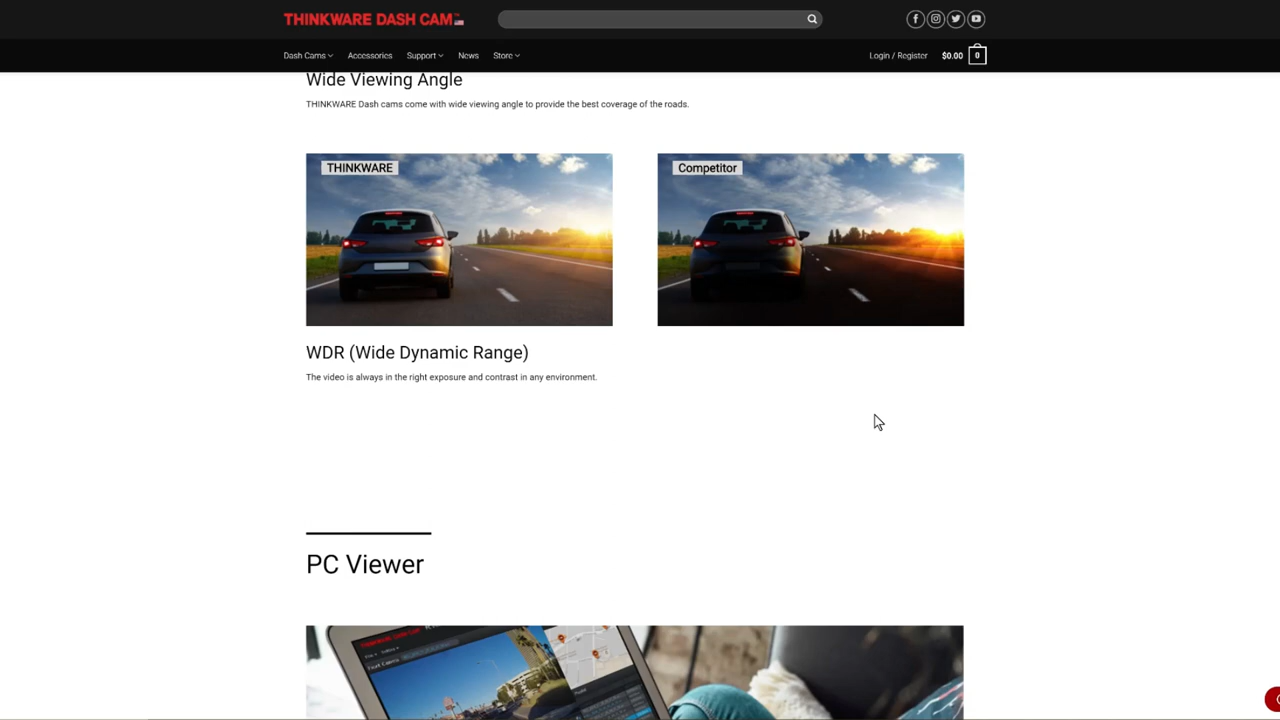 THINKWARE DASH CAM
Dash Cams
Accessories
Support
News
Store
Login / Register
$0.00
0
Wide Viewing Angle
THINKWARE Dash cams come with wide viewing angle to provide the best coverage of the roads.
THINKWARE
Competitor
WDR (Wide Dynamic Range)
The video is always in the right exposure and contrast in any environment.
PC Viewer